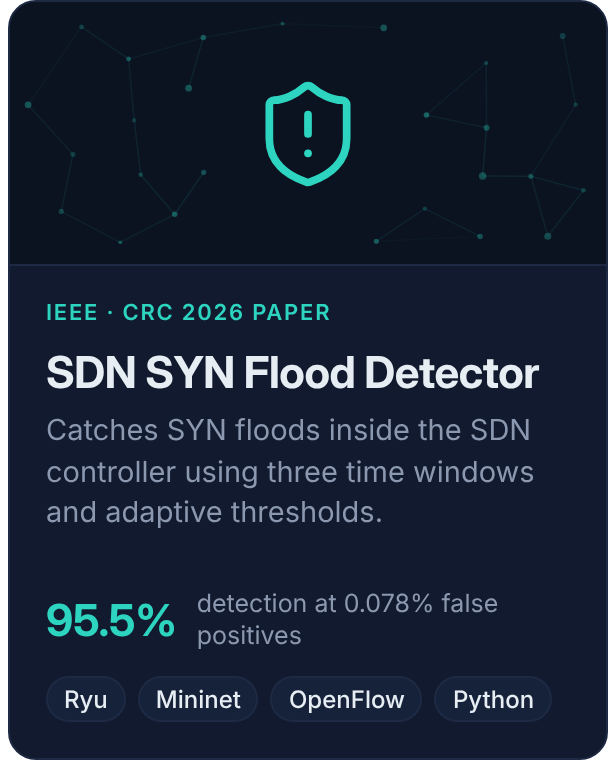 IEEE · CRC 2026 PAPER
SDN SYN Flood Detector
Catches SYN floods inside the SDN
controller using three time windows
and adaptive thresholds.
95.5% detection at 0.078% false
positives
Ryu Mininet OpenFlow Python